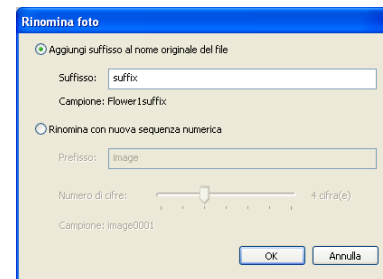 Rinomina foto
Aggiungi suffisso al nome originale del file
Suffisso: suffix
Campione: Flower1suffix
Rinomina con nuova sequenza numerica
Prefisso: image
Numero di cifre: 4 cifra(e)
Campione: image0001
OK Annulla